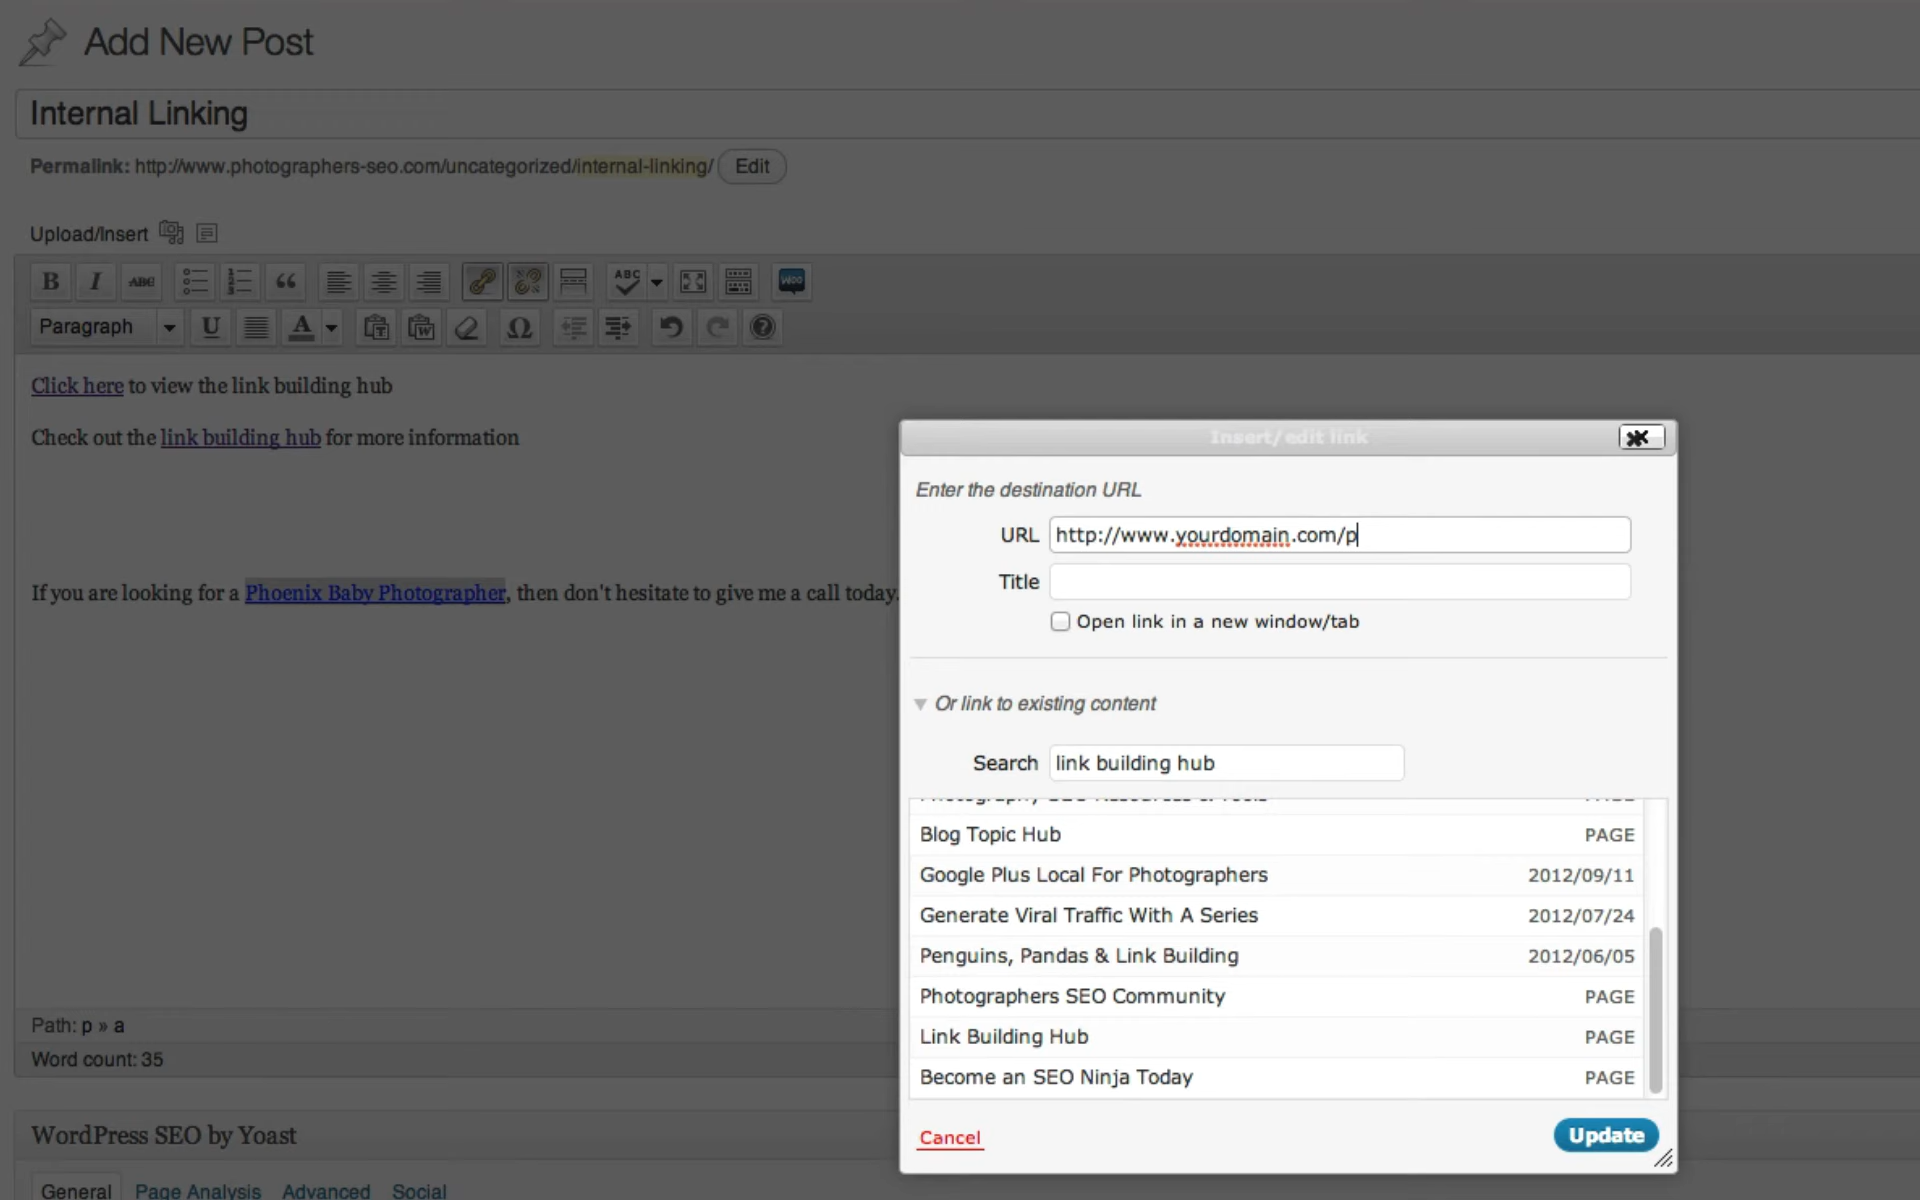 Add New Post
Internal Linking
Permalink: http://www.photographers-seo.com/uncategorized/internal-linking/ Edit
Upload/Insert
B I ABC ABC WOO
Paragraph U A T W Ω
Click here to view the link building hub
Check out the link building hub for more information
If you are looking for a Phoenix Baby Photographer, then don't hesitate to give me a call today.
Path: p » a
Word count: 35
WordPress SEO by Yoast
General Page Analysis Advanced Social
Insert/edit link
Enter the destination URL
URL http://www.yourdomain.com/p
Title
Open link in a new window/tab
Or link to existing content
Search link building hub
Blog Topic Hub PAGE
Google Plus Local For Photographers 2012/09/11
Generate Viral Traffic With A Series 2012/07/24
Penguins, Pandas & Link Building 2012/06/05
Photographers SEO Community PAGE
Link Building Hub PAGE
Become an SEO Ninja Today PAGE
Cancel Update